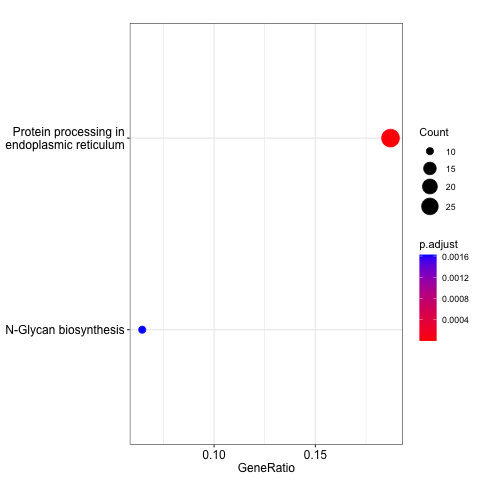 Protein processing in
endoplasmic reticulum
N-Glycan biosynthesis
0.10
0.15
GeneRatio
Count
10
15
20
25
p.adjust
0.0016
0.0012
0.0008
0.0004